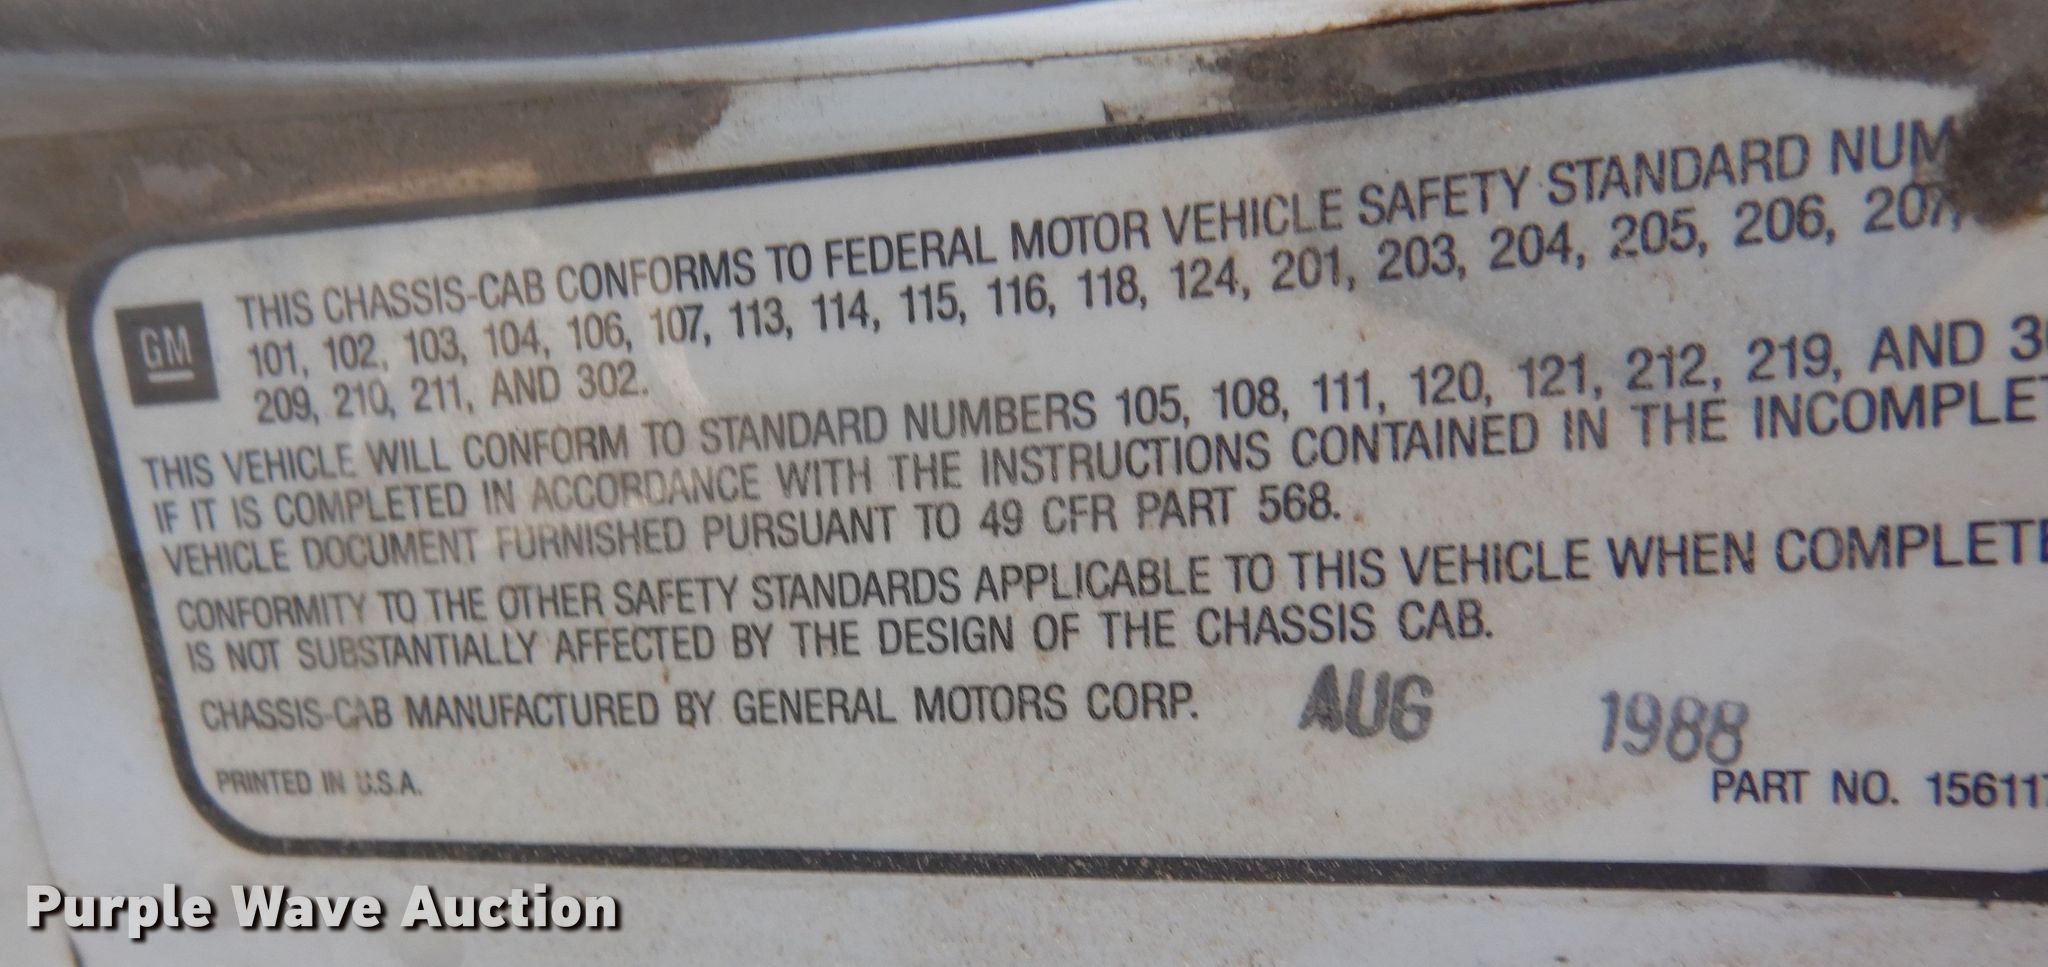 GM
THIS CHASSIS-CAB CONFORMS TO FEDERAL MOTOR VEHICLE SAFETY STANDARD NUM
101, 102, 103, 104, 106, 107, 113, 114, 115, 116, 118, 124, 201, 203, 204, 205, 206, 207,
209, 210, 211, AND 302.
THIS VEHICLE WILL CONFORM TO STANDARD NUMBERS 105, 108, 111, 120, 121, 212, 219, AND 3
IF IT IS COMPLETED IN ACCORDANCE WITH THE INSTRUCTIONS CONTAINED IN THE INCOMPLET
VEHICLE DOCUMENT FURNISHED PURSUANT TO 49 CFR PART 568.
CONFORMITY TO THE OTHER SAFETY STANDARDS APPLICABLE TO THIS VEHICLE WHEN COMPLETE
IS NOT SUBSTANTIALLY AFFECTED BY THE DESIGN OF THE CHASSIS CAB.
CHASSIS-CAB MANUFACTURED BY GENERAL MOTORS CORP. AUG 1988
PRINTED IN U.S.A.
PART NO. 156117
Purple Wave Auction